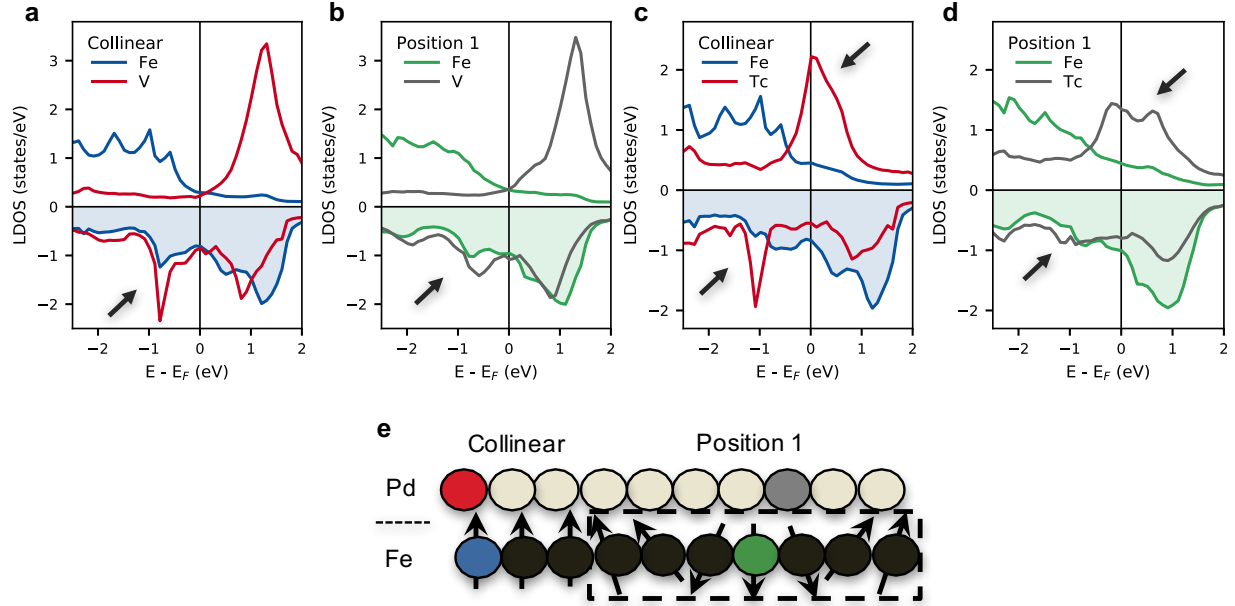 a
b
c
d
Collinear
Fe
V
Position 1
Fe
V
Collinear
Fe
Tc
Position 1
Fe
Tc
LDOS (states/eV)
3
2
1
0
−1
−2
−2 −1 0 1 2
E - E_F (eV)
LDOS (states/eV)
3
2
1
0
−1
−2
−2 −1 0 1 2
E - E_F (eV)
LDOS (states/eV)
2
1
0
−1
−2
−2 −1 0 1 2
E - E_F (eV)
LDOS (states/eV)
2
1
0
−1
−2
−2 −1 0 1 2
E - E_F (eV)
e
Collinear Position 1
Pd
Fe